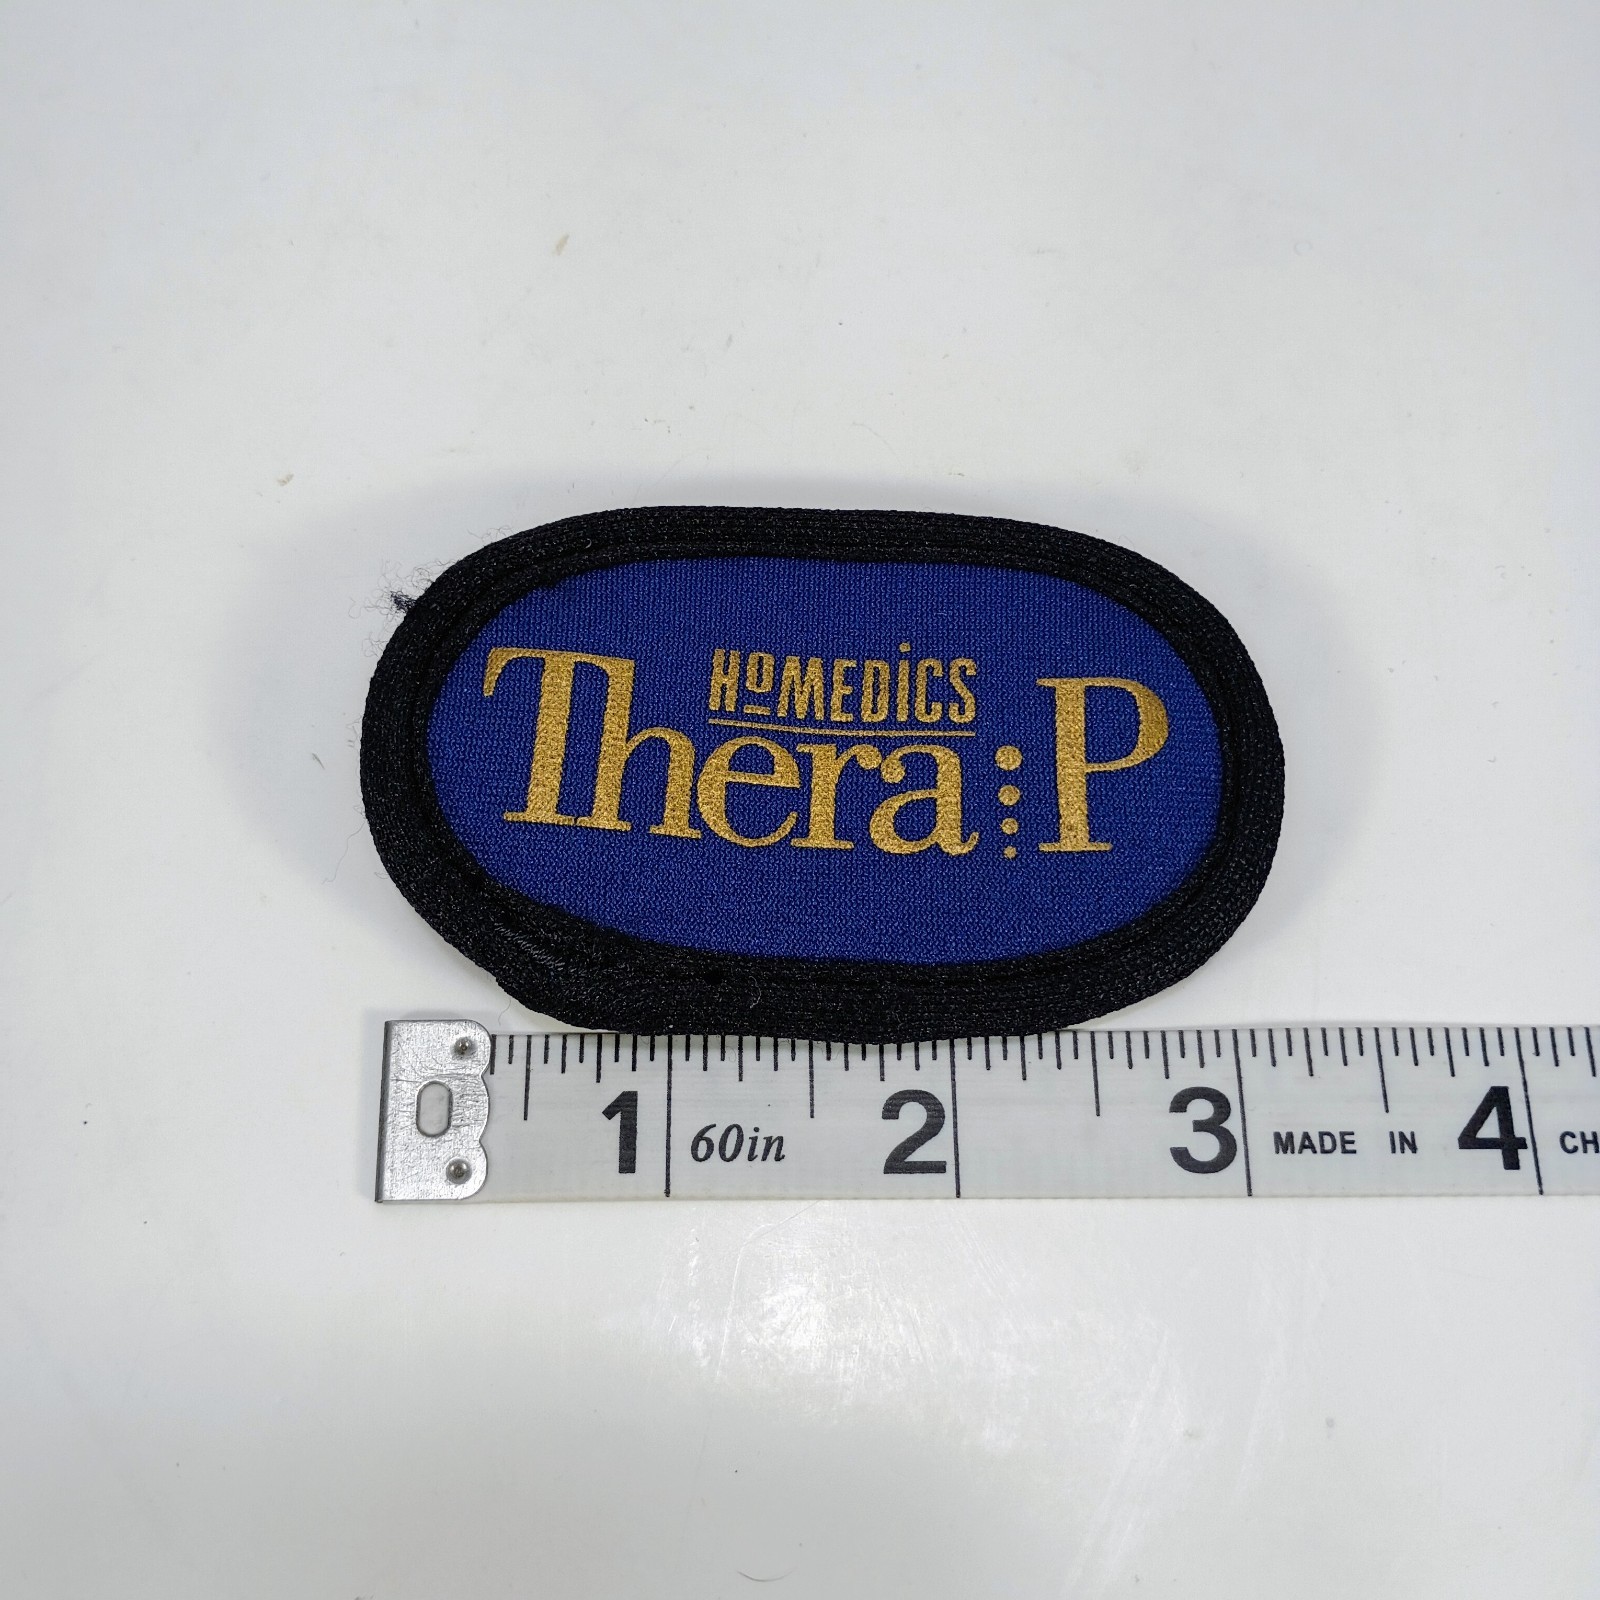 HoMEDiCS
Thera:P
1 60in 2 3 MADE IN 4 CH